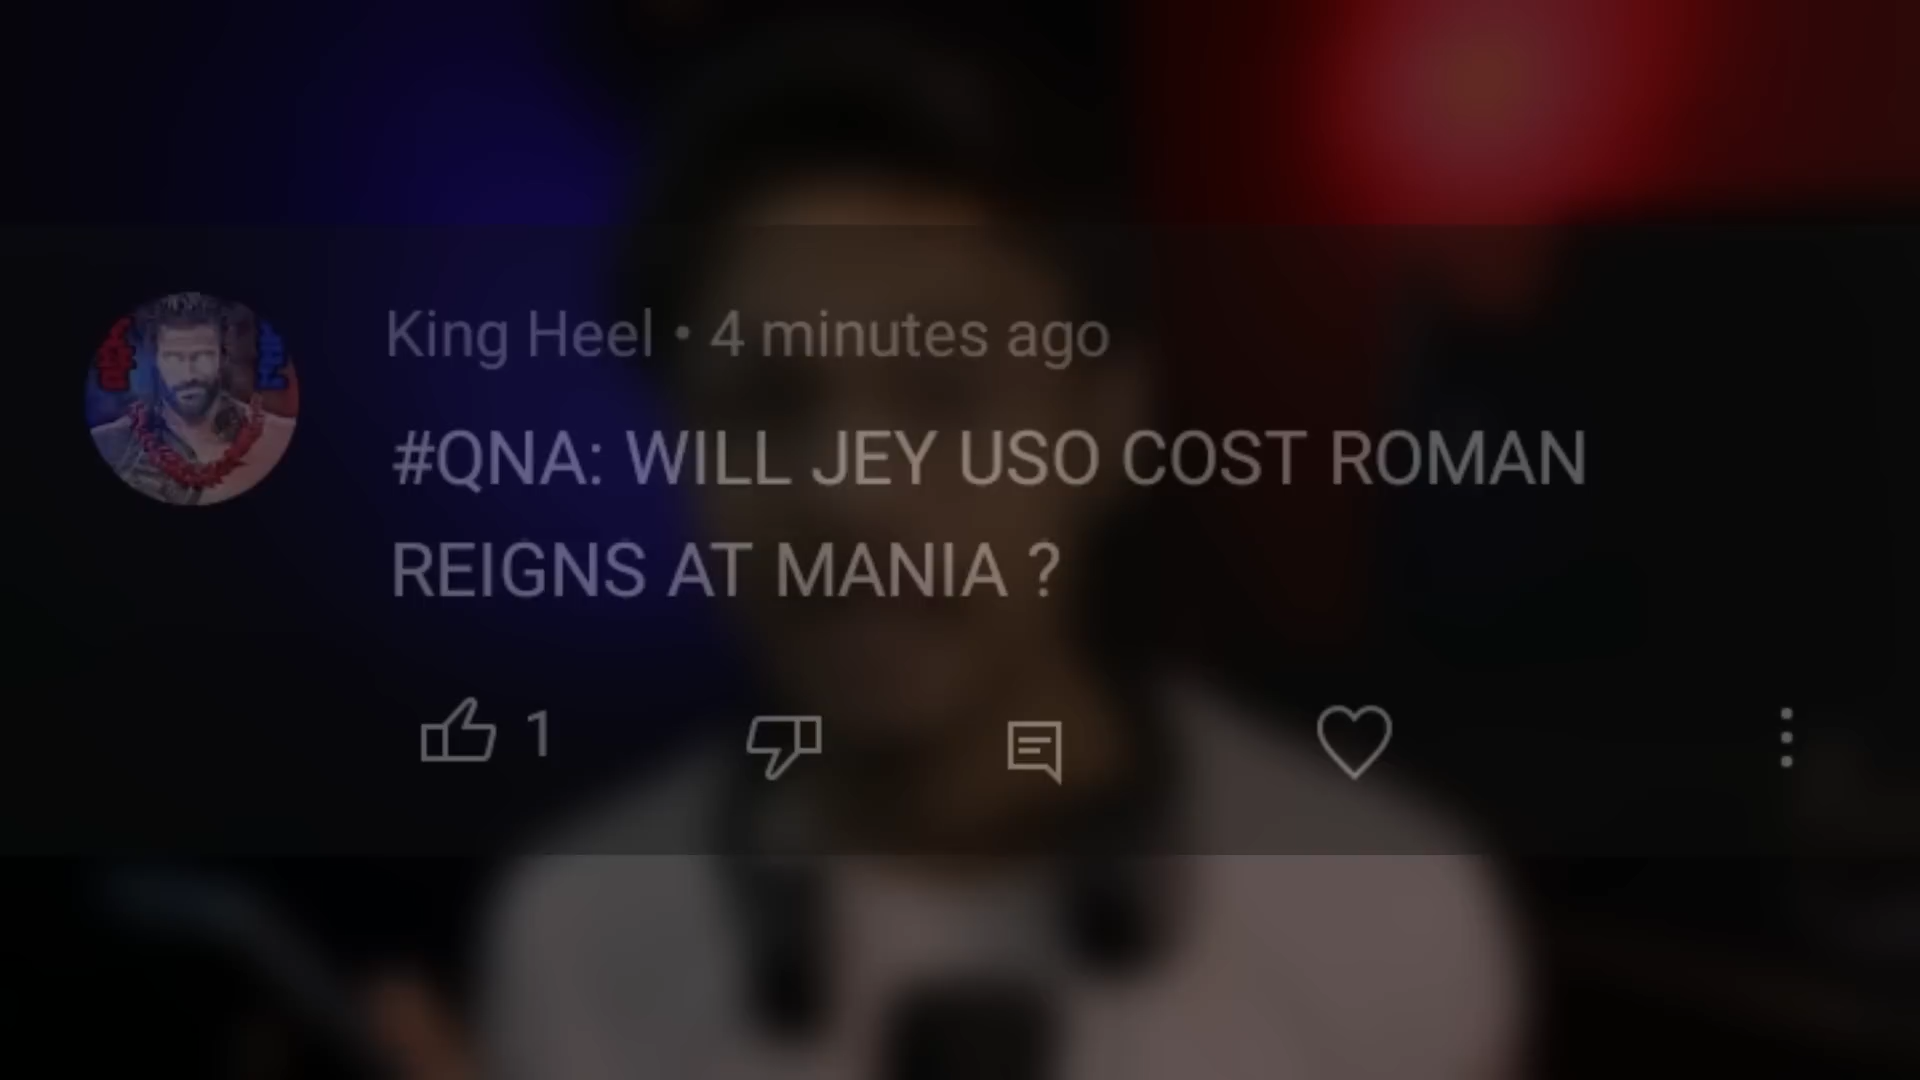 King Heel • 4 minutes ago
#QNA: WILL JEY USO COST ROMAN
REIGNS AT MANIA ?
1